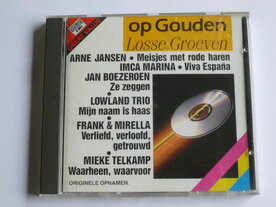 op Gouden
Losse Groeven
ARNE JANSEN • Meisjes met rode haren
IMCA MARINA • Viva España
JAN BOEZEROEN •
Ze zeggen
LOWLAND TRIO •
Mijn naam is haas
FRANK & MIRELLA •
Verliefd, verloofd,
getrouwd
MIEKE TELKAMP •
Waarheen, waarvoor
ORIGINELE OPNAMEN.